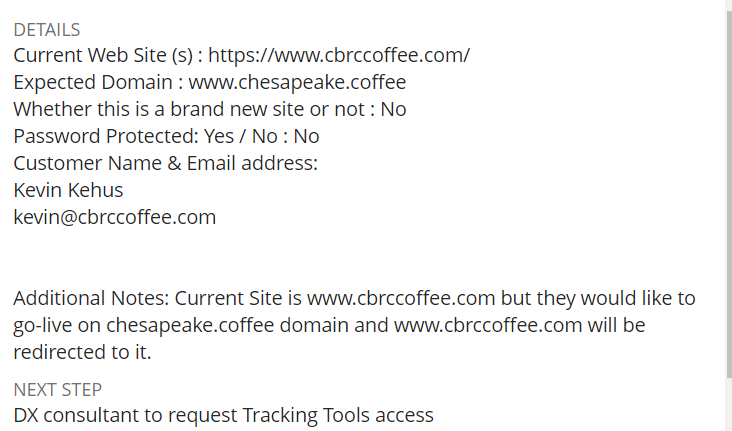 DETAILS
Current Web Site (s) : https://www.cbrccoffee.com/
Expected Domain : www.chesapeake.coffee
Whether this is a brand new site or not : No
Password Protected: Yes / No : No
Customer Name & Email address:
Kevin Kehus
kevin@cbrccoffee.com
Additional Notes: Current Site is www.cbrccoffee.com but they would like to
go-live on chesapeake.coffee domain and www.cbrccoffee.com will be
redirected to it.
NEXT STEP
DX consultant to request Tracking Tools access